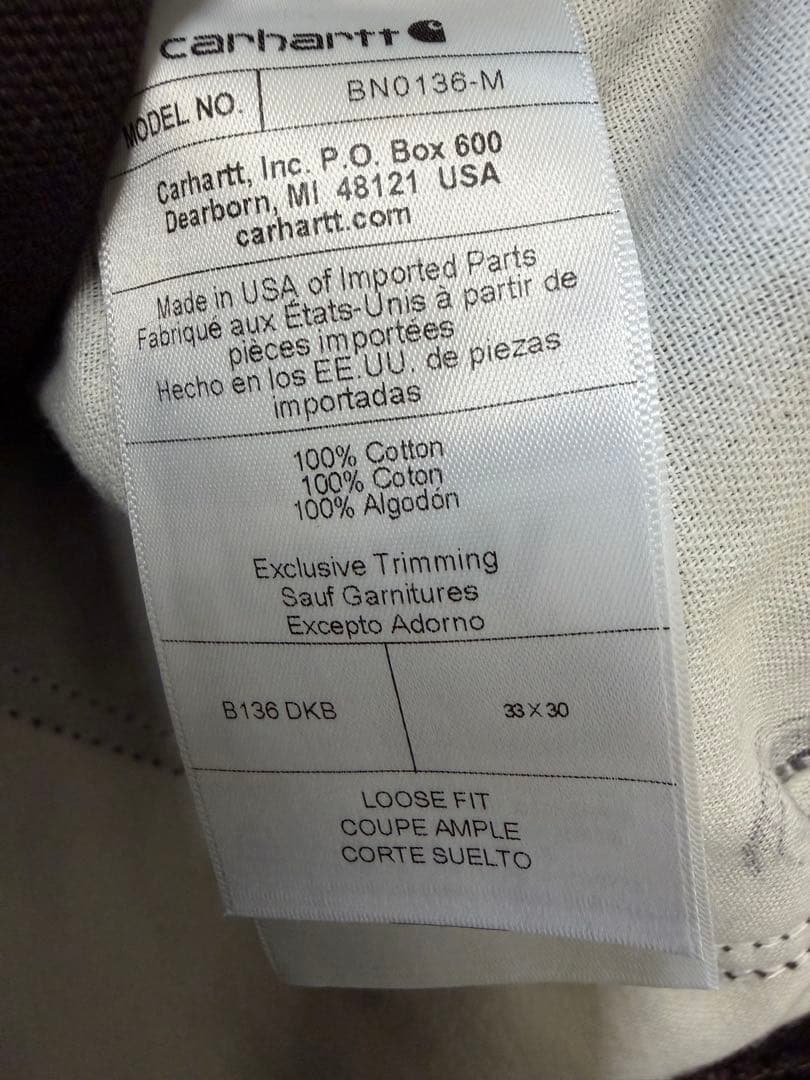 carhartt
MODEL NO. BN0136-M
Carhartt, Inc. P.O. Box 600
Dearborn, MI 48121 USA
carhartt.com
Made in USA of Imported Parts
Fabriqué aux États-Unis à partir de
pièces importées
Hecho en los EE.UU. de piezas
importadas
100% Cotton
100% Coton
100% Algodón
Exclusive Trimming
Sauf Garnitures
Excepto Adorno
B136 DKB 33 X 30
LOOSE FIT
COUPE AMPLE
CORTE SUELTO